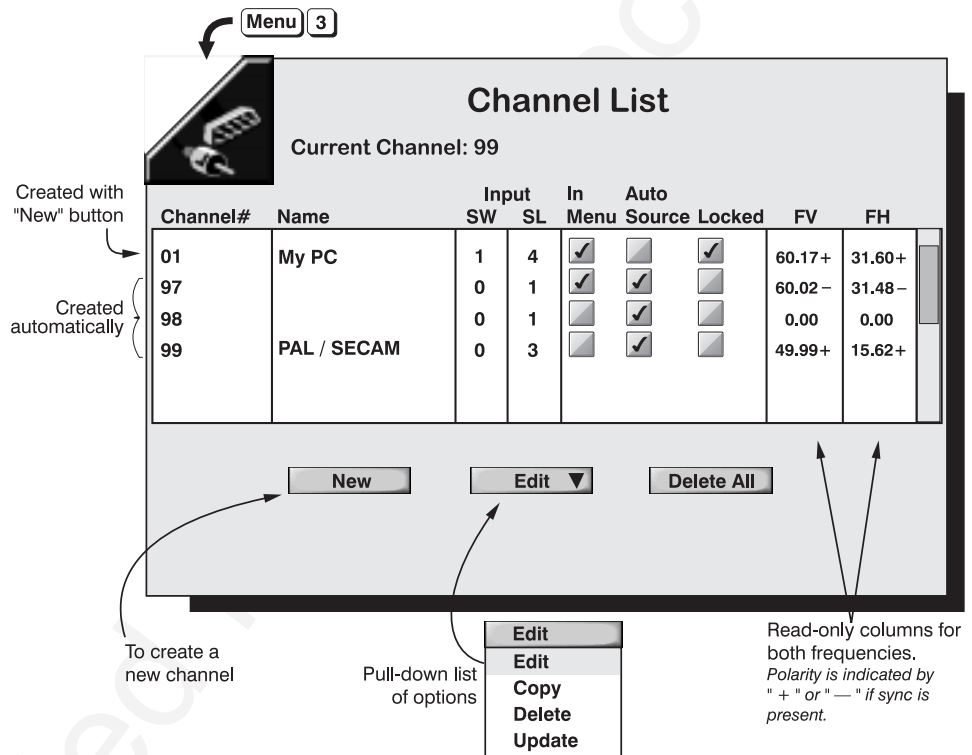 Menu 3
Channel List
Current Channel: 99
Created with
"New" button
Input In Auto
Channel# Name SW SL Menu Source Locked FV FH
01 My PC 1 4 60.17+ 31.60+
97 0 1 60.02– 31.48–
98 0 1 0.00 0.00
99 PAL / SECAM 0 3 49.99+ 15.62+
Created
automatically
New Edit Delete All
To create a
new channel
Pull-down list
of options
Edit
Edit
Copy
Delete
Update
Read-only columns for
both frequencies.
Polarity is indicated by
" + " or " — " if sync is
present.